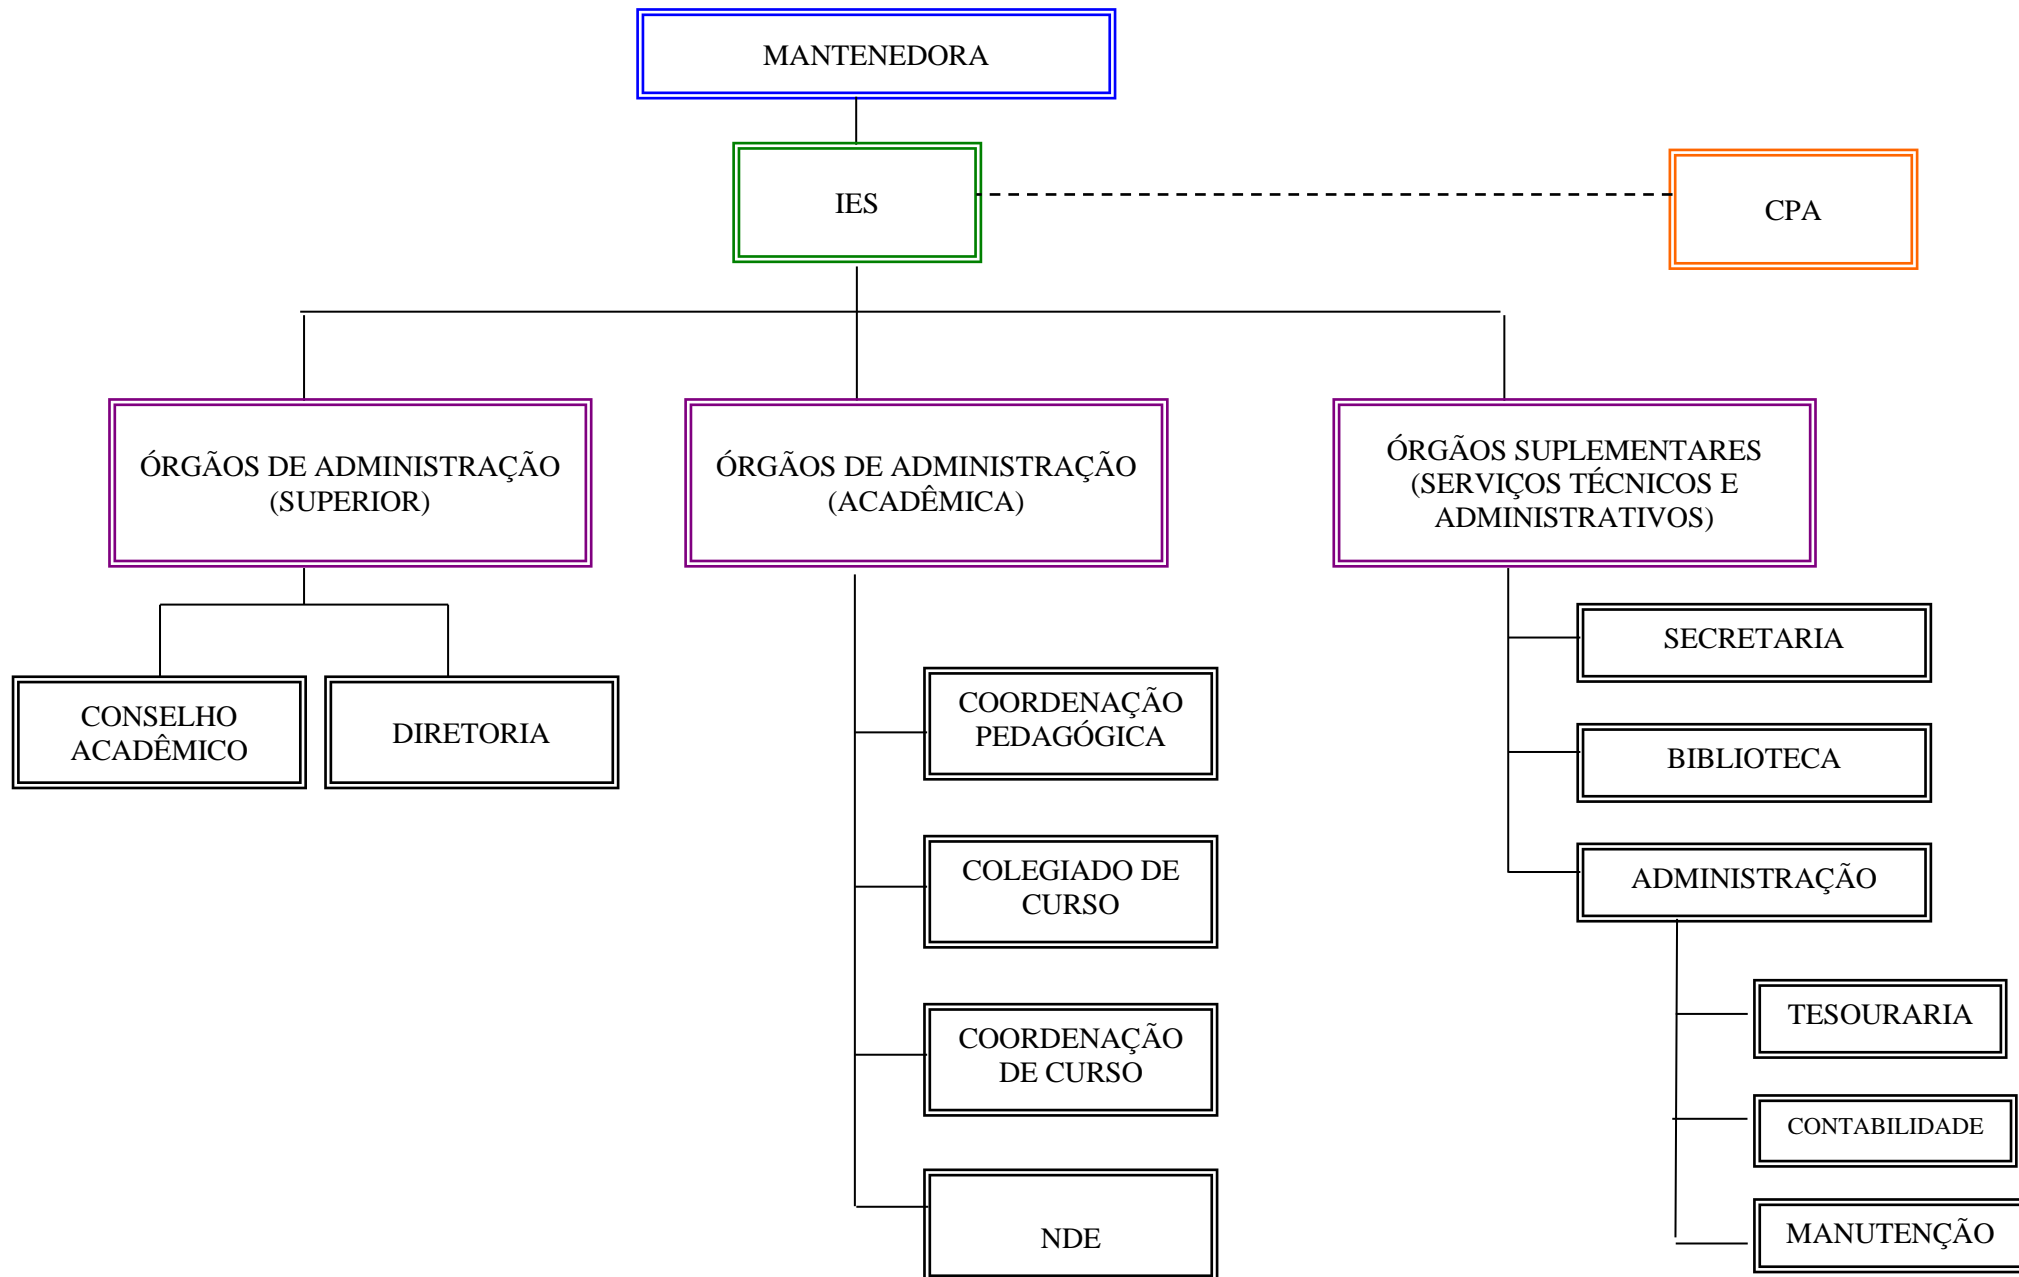 MANTENEDORA
IES
CPA
ÓRGÃOS DE ADMINISTRAÇÃO
(SUPERIOR)
ÓRGÃOS DE ADMINISTRAÇÃO
(ACADÊMICA)
ÓRGÃOS SUPLEMENTARES
(SERVIÇOS TÉCNICOS E
ADMINISTRATIVOS)
CONSELHO
ACADÊMICO
DIRETORIA
COORDENAÇÃO
PEDAGÓGICA
COLEGIADO DE
CURSO
COORDENAÇÃO
DE CURSO
NDE
SECRETARIA
BIBLIOTECA
ADMINISTRAÇÃO
TESOURARIA
CONTABILIDADE
MANUTENÇÃO